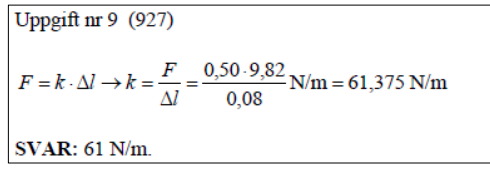 Uppgift nr 9 (927)
F = k · Δl → k = F/Δl = 0,50·9,82/0,08 N/m = 61,375 N/m
SVAR: 61 N/m.